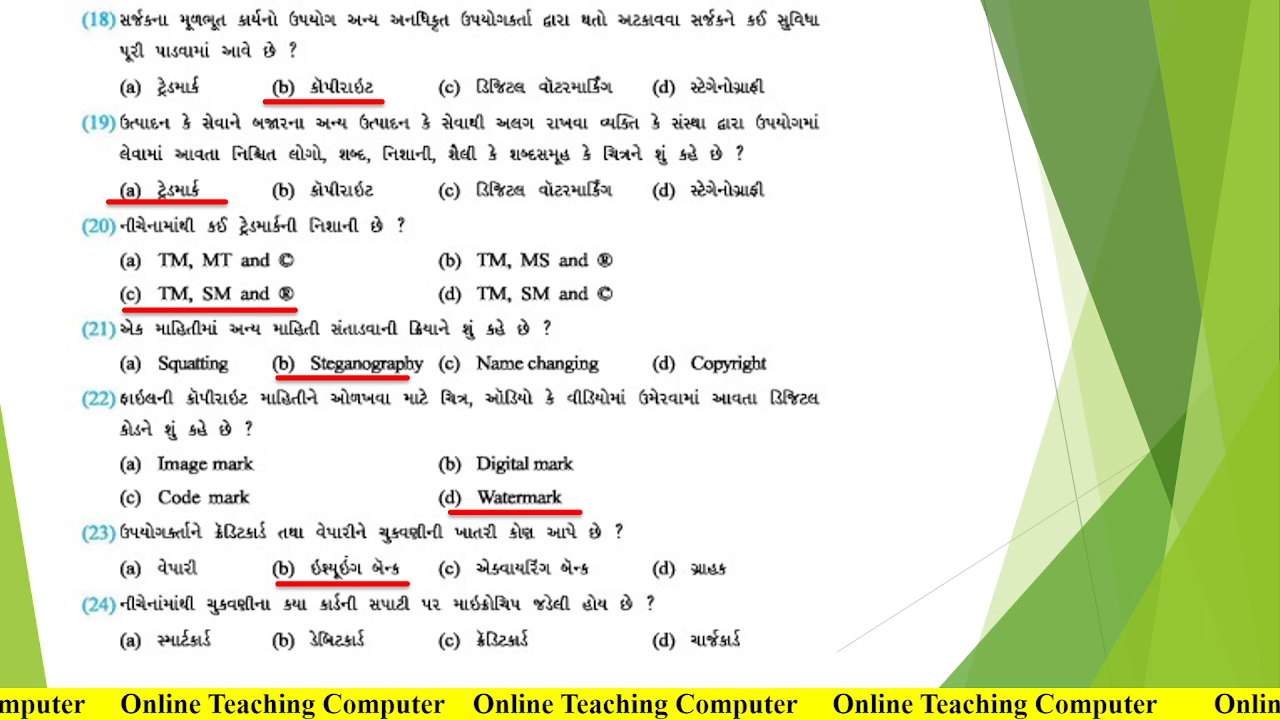 (18) સર્જકના મૂળભૂત કાર્યનો ઉપયોગ અન્ય અનધિકૃત ઉપયોગકર્તા દ્વારા થતો અટકાવવા સર્જકને કઈ સુવિધા
પૂરી પાડવામાં આવે છે ?
(a) ટ્રેડમાર્ક (b) કૉપીરાઇટ (c) ડિજિટલ વૉટરમાર્કિંગ (d) સ્ટેગેનોગ્રાફી
(19) ઉત્પાદન કે સેવાને બજારના અન્ય ઉત્પાદન કે સેવાથી અલગ રાખવા વ્યક્તિ કે સંસ્થા દ્વારા ઉપયોગમાં
લેવામાં આવતા નિશ્ચિત લોગો, શબ્દ, નિશાની, શૈલી કે શબ્દસમૂહ કે ચિત્રને શું કહે છે ?
(a) ટ્રેડમાર્ક (b) કૉપીરાઇટ (c) ડિજિટલ વૉટરમાર્કિંગ (d) સ્ટેગેનોગ્રાફી
(20) નીચેનામાંથી કઈ ટ્રેડમાર્કની નિશાની છે ?
(a) TM, MT and © (b) TM, MS and ®
(c) TM, SM and ® (d) TM, SM and ©
(21) એક માહિતીમાં અન્ય માહિતી સંતાડવાની ક્રિયાને શું કહે છે ?
(a) Squatting (b) Steganography (c) Name changing (d) Copyright
(22) ફાઇલની કૉપીરાઇટ માહિતીને ઓળખવા માટે ચિત્ર, ઑડિયો કે વીડિયોમાં ઉમેરવામાં આવતા ડિજિટલ
કોડને શું કહે છે ?
(a) Image mark (b) Digital mark
(c) Code mark (d) Watermark
(23) ઉપયોગકર્તાને ક્રૅડિટકાર્ડ તથા વેપારીને ચુકવણીની ખાતરી કોણ આપે છે ?
(a) વેપારી (b) ઇશ્યૂઇંગ બૅન્ક (c) એક્વાયરિંગ બૅન્ક (d) ગ્રાહક
(24) નીચેનાંમાંથી ચુકવણીના કયા કાર્ડની સપાટી પર માઇક્રોચિપ જડેલી હોય છે ?
(a) સ્માર્ટકાર્ડ (b) ડેબિટકાર્ડ (c) ક્રૅડિટકાર્ડ (d) ચાર્જકાર્ડ
mputer Online Teaching Computer Online Teaching Computer Online Teaching Computer Onlin